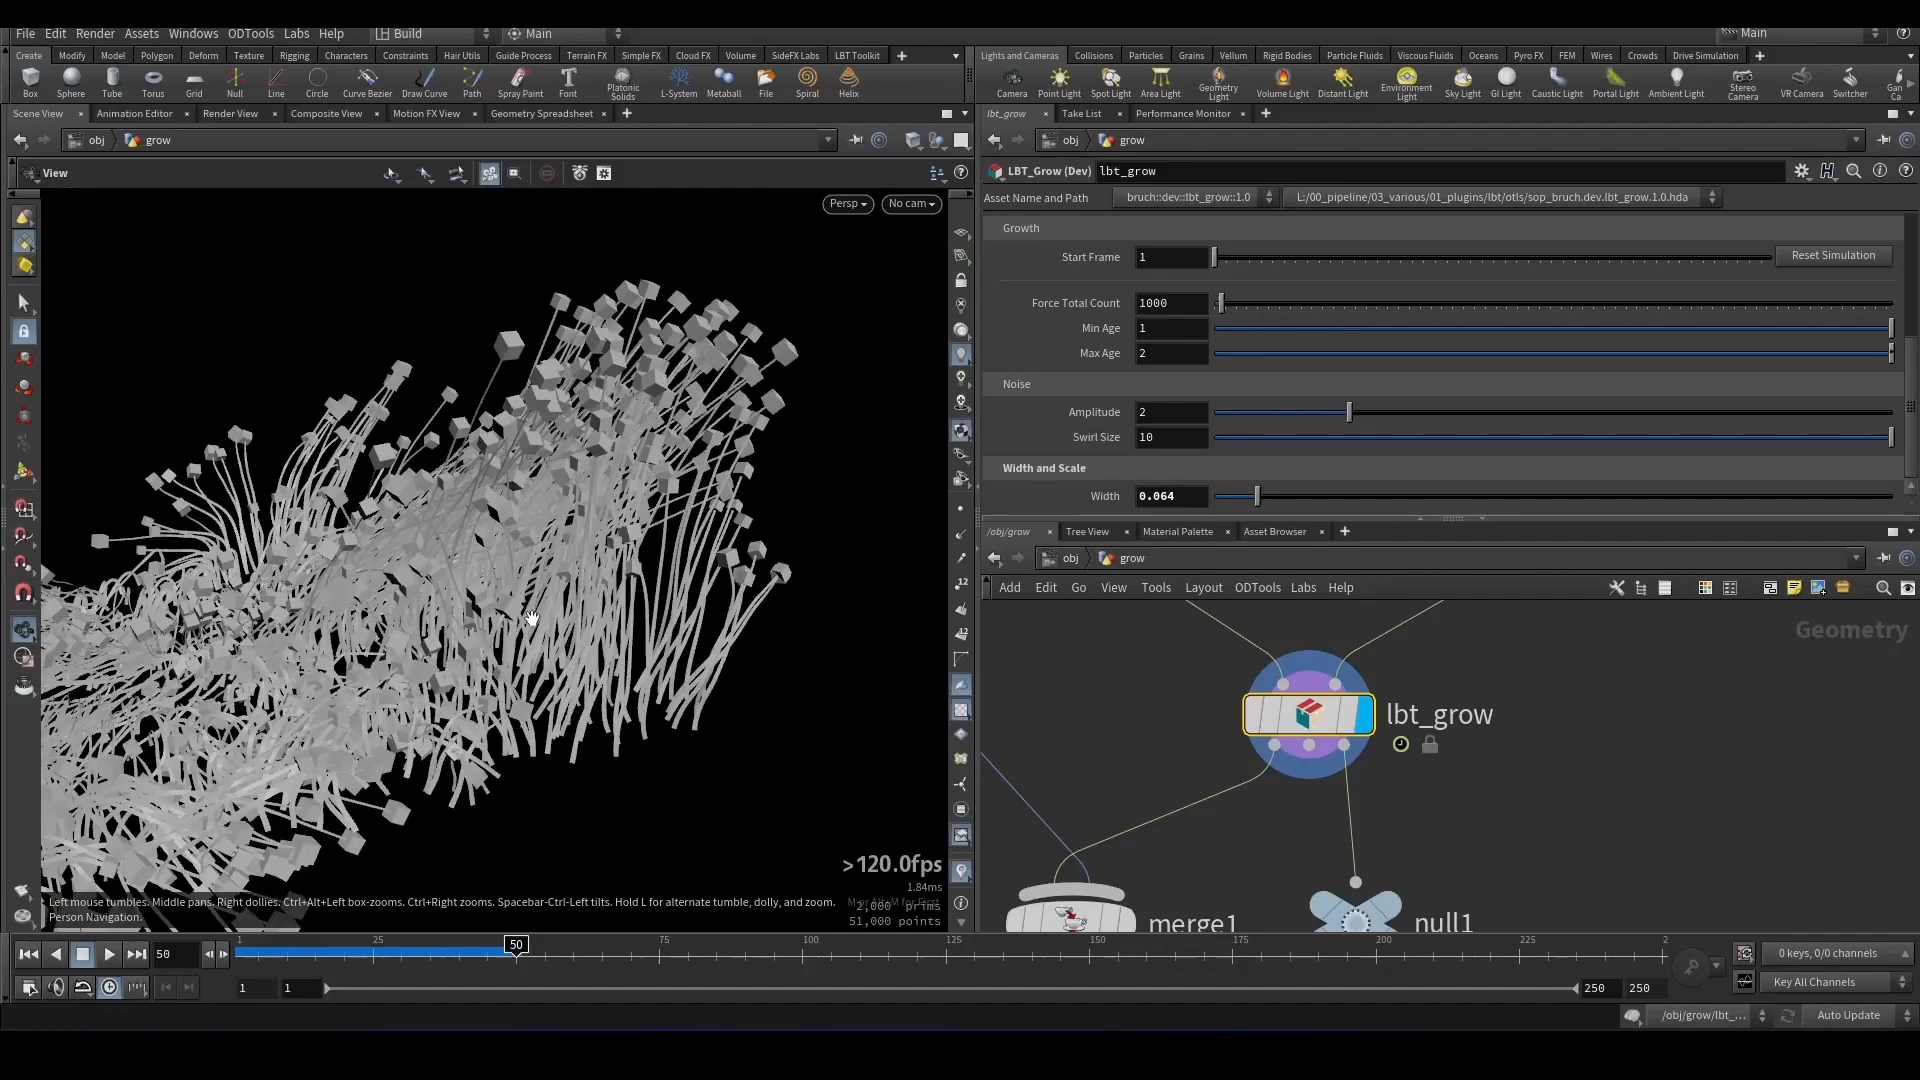 File Edit Render Assets Windows ODTools Labs Help Build Main Main
Create Modify Model Polygon Deform Texture Rigging Characters Constraints Hair Utils Guide Process Terrain FX Simple FX Cloud FX Volume SideFX Labs LBT Toolkit
Lights and Cameras Collisions Particles Grains Vellum Rigid Bodies Particle Fluids Viscous Fluids Oceans Pyro FX FEM Wires Crowds Drive Simulation
Box Sphere Tube Torus Grid Null Line Circle Curve Bezier Draw Curve Path Spray Paint Font Platonic Solids L-System Metaball File Spiral Helix
Camera Point Light Spot Light Area Light Geometry Light Volume Light Distant Light Environment Light Sky Light GI Light Caustic Light Portal Light Ambient Light Stereo Camera VR Camera Switcher Gan Ca
Scene View Animation Editor Render View Composite View Motion FX View Geometry Spreadsheet
lbt_grow Take List Performance Monitor
obj grow
obj grow
View
LBT_Grow (Dev) lbt_grow
Asset Name and Path bruch::dev::lbt_grow::1.0 L:/00_pipeline/03_various/01_plugins/lbt/otls/sop_bruch.dev.lbt_grow.1.0.hda
Persp No cam
Growth
Start Frame 1 Reset Simulation
Force Total Count 1000
Min Age 1
Max Age 2
Noise
Amplitude 2
Swirl Size 10
Width and Scale
Width 0.064
/obj/grow Tree View Material Palette Asset Browser
obj grow
Add Edit Go View Tools Layout ODTools Labs Help
Geometry
lbt_grow
merge1
null1
>120.0fps
1.84ms
Left mouse tumbles. Middle pans. Right dollies. Ctrl+Alt+Left box-zooms. Ctrl+Right zooms. Spacebar-Ctrl-Left tilts. Hold L for alternate tumble, dolly, and zoom.
2,000 prims
Person Navigation.
51,000 points
50
1 25 50 75 100 125 150 175 200 225 2
0 keys, 0/0 channels
1 1 250 250
Key All Channels
/obj/grow/lbt_... Auto Update